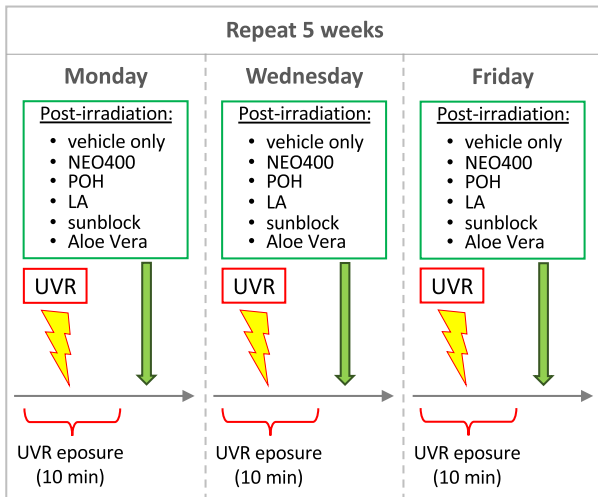 Repeat 5 weeks
Monday
Post-irradiation:
• vehicle only
• NEO400
• POH
• LA
• sunblock
• Aloe Vera
UVR
UVR eposure
(10 min)
Wednesday
Post-irradiation:
• vehicle only
• NEO400
• POH
• LA
• sunblock
• Aloe Vera
UVR
UVR eposure
(10 min)
Friday
Post-irradiation:
• vehicle only
• NEO400
• POH
• LA
• sunblock
• Aloe Vera
UVR
UVR eposure
(10 min)